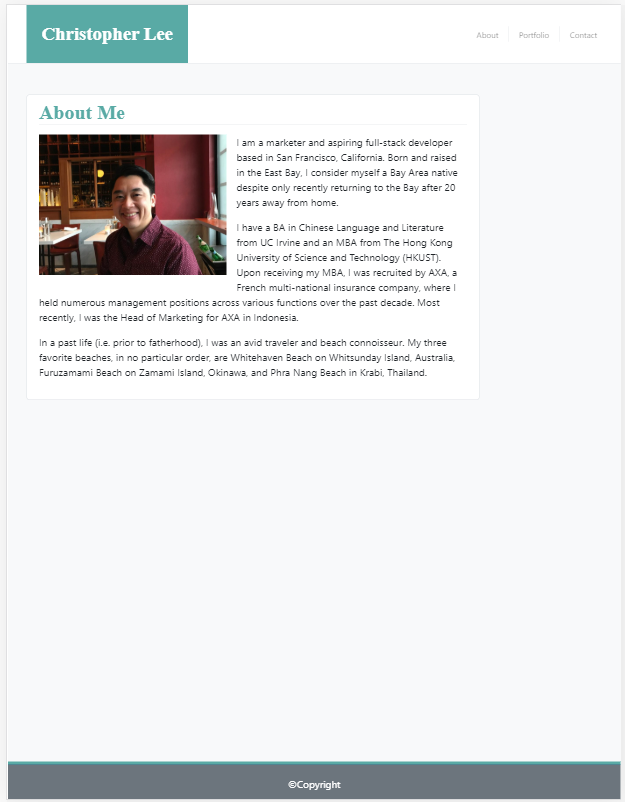 Christopher Lee
About
Portfolio
Contact
About Me
I am a marketer and aspiring full-stack developer
based in San Francisco, California. Born and raised
in the East Bay, I consider myself a Bay Area native
despite only recently returning to the Bay after 20
years away from home.
I have a BA in Chinese Language and Literature
from UC Irvine and an MBA from The Hong Kong
University of Science and Technology (HKUST).
Upon receiving my MBA, I was recruited by AXA, a
French multi-national insurance company, where I
held numerous management positions across various functions over the past decade. Most
recently, I was the Head of Marketing for AXA in Indonesia.
In a past life (i.e. prior to fatherhood), I was an avid traveler and beach connoisseur. My three
favorite beaches, in no particular order, are Whitehaven Beach on Whitsunday Island, Australia,
Furuzamami Beach on Zamami Island, Okinawa, and Phra Nang Beach in Krabi, Thailand.
©Copyright